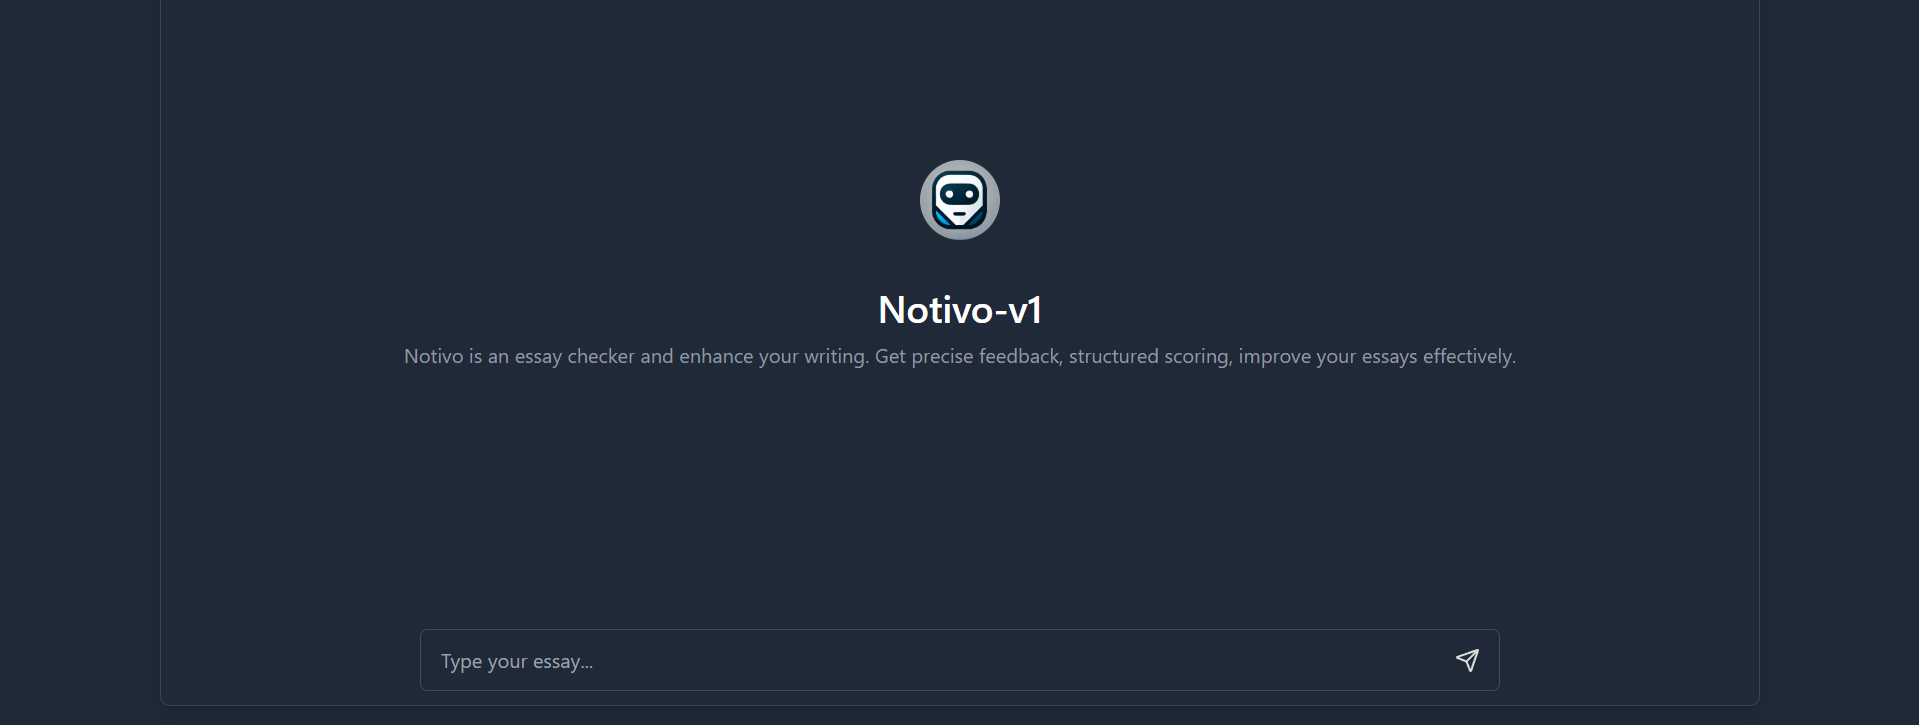 Notivo-v1
Notivo is an essay checker and enhance your writing. Get precise feedback, structured scoring, improve your essays effectively.
Type your essay...